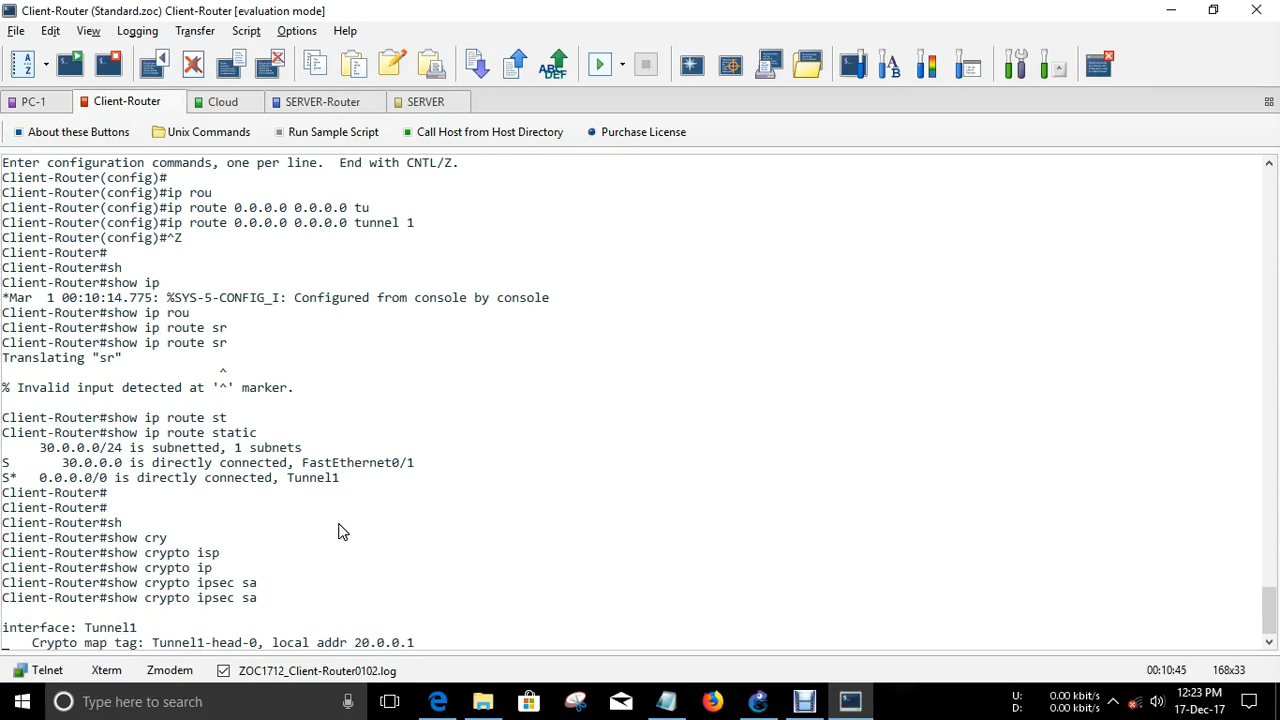 Client-Router (Standard.zoc) Client-Router [evaluation mode]
File Edit View Logging Transfer Script Options Help
PC-1 Client-Router Cloud SERVER-Router SERVER
About these Buttons Unix Commands Run Sample Script Call Host from Host Directory Purchase License
Enter configuration commands, one per line.  End with CNTL/Z.
Client-Router(config)#
Client-Router(config)#ip rou
Client-Router(config)#ip route 0.0.0.0 0.0.0.0 tu
Client-Router(config)#ip route 0.0.0.0 0.0.0.0 tunnel 1
Client-Router(config)#^Z
Client-Router#
Client-Router#sh
Client-Router#show ip
*Mar  1 00:10:14.775: %SYS-5-CONFIG_I: Configured from console by console
Client-Router#show ip rou
Client-Router#show ip route sr
Client-Router#show ip route sr
Translating "sr"
^
% Invalid input detected at '^' marker.
Client-Router#show ip route st
Client-Router#show ip route static
30.0.0.0/24 is subnetted, 1 subnets
S       30.0.0.0 is directly connected, FastEthernet0/1
S*   0.0.0.0/0 is directly connected, Tunnel1
Client-Router#
Client-Router#
Client-Router#sh
Client-Router#show cry
Client-Router#show crypto isp
Client-Router#show crypto ip
Client-Router#show crypto ipsec sa
Client-Router#show crypto ipsec sa
interface: Tunnel1
_   Crypto map tag: Tunnel1-head-0, local addr 20.0.0.1
Telnet Xterm Zmodem ZOC1712_Client-Router0102.log 00:10:45 168x33
Type here to search
U: 0.00 kbit/s
D: 0.00 kbit/s
12:23 PM
17-Dec-17